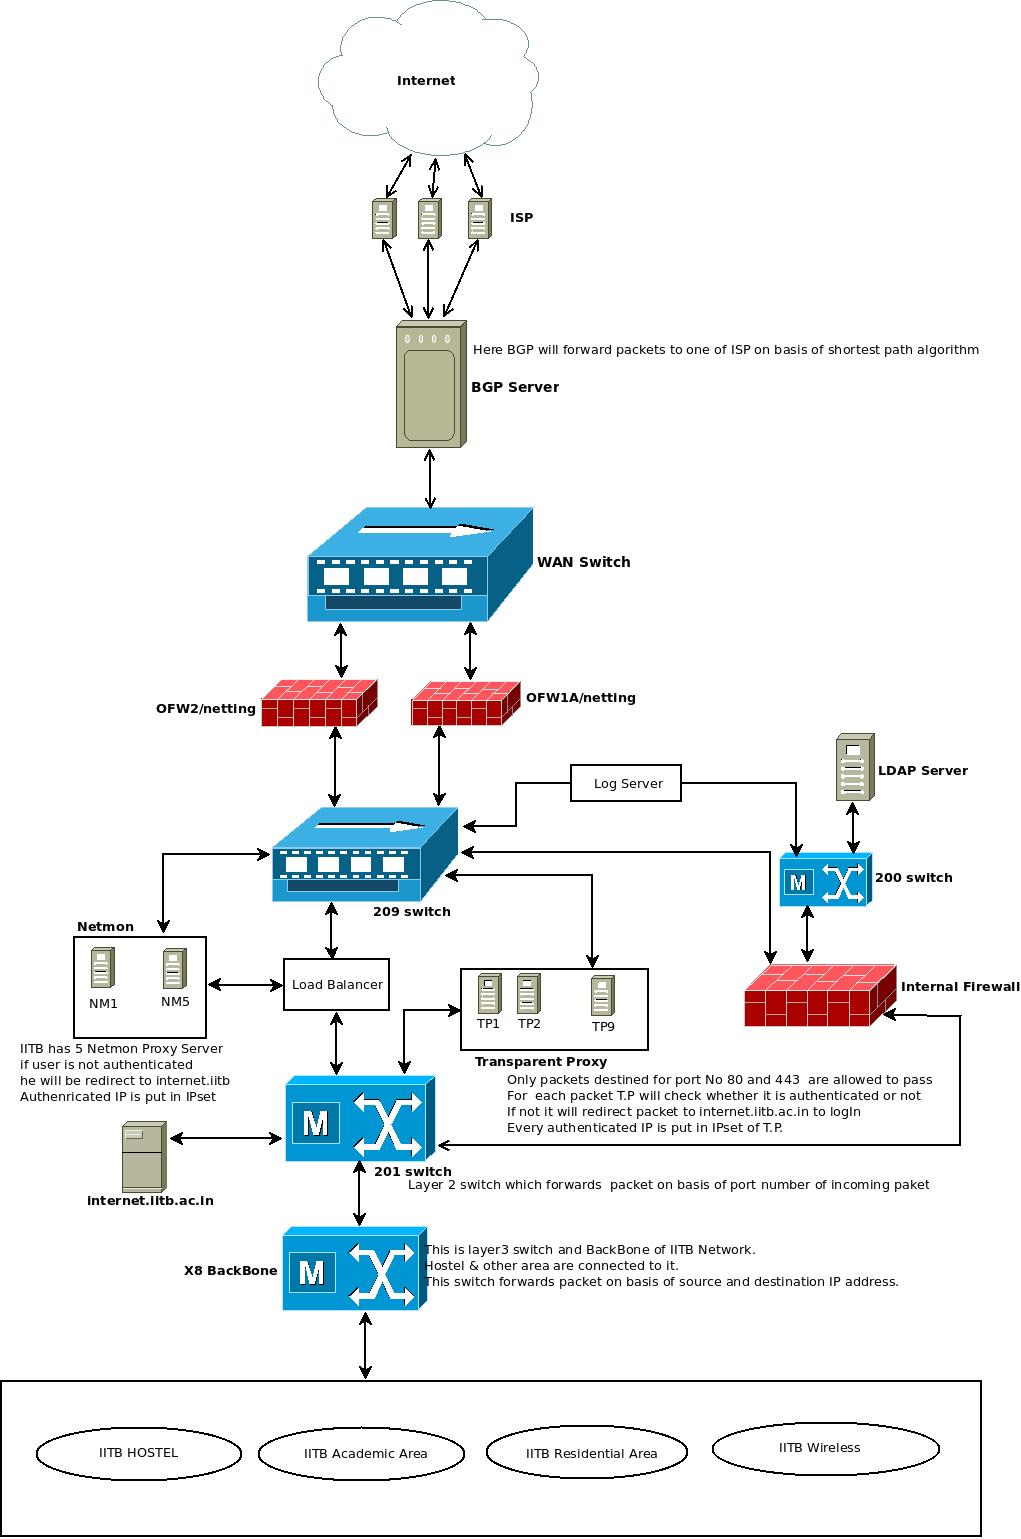 Internet
ISP
Here BGP will forward packets to one of ISP on basis of shortest path algorithm
BGP Server
WAN Switch
OFW2/netting
OFW1A/netting
Log Server
LDAP Server
M
200 switch
209 switch
Netmon
NM1
NM5
Load Balancer
TP1
TP2
TP9
Internal Firewall
IITB has 5 Netmon Proxy Server
if user is not authenticated
he will be redirect to internet.iitb
Authenricated IP is put in IPset
Transparent Proxy
Only packets destined for port No 80 and 443 are allowed to pass
For each packet T.P will check whether it is authenticated or not
If not it will redirect packet to internet.iitb.ac.in to logIn
Every authenticated IP is put in IPset of T.P.
M
internet.iitb.ac.in
201 switch
Layer 2 switch which forwards packet on basis of port number of incoming paket
X8 BackBone
M
This is layer3 switch and BackBone of IITB Network.
Hostel & other area are connected to it.
This switch forwards packet on basis of source and destination IP address.
IITB HOSTEL
IITB Academic Area
IITB Residential Area
IITB Wireless